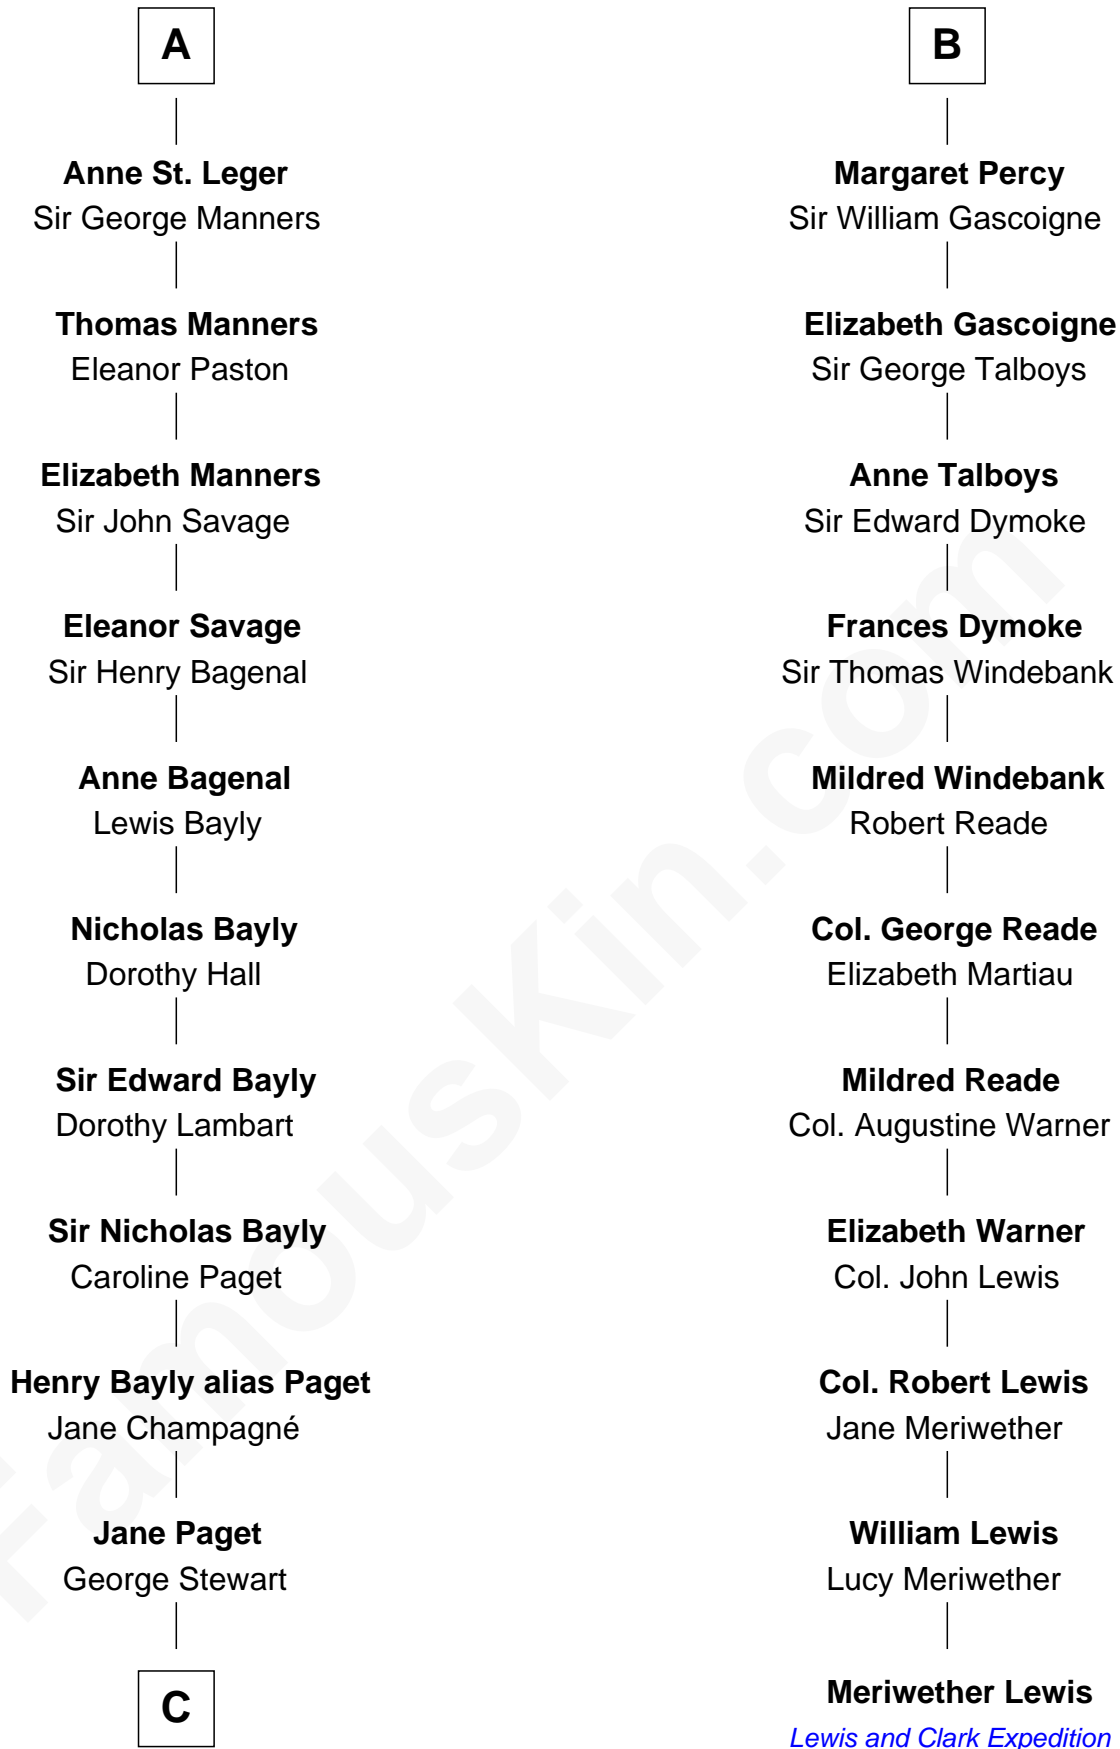 A
Anne St. Leger
Sir George Manners
Thomas Manners
Eleanor Paston
Elizabeth Manners
Sir John Savage
Eleanor Savage
Sir Henry Bagenal
Anne Bagenal
Lewis Bayly
Nicholas Bayly
Dorothy Hall
Sir Edward Bayly
Dorothy Lambart
Sir Nicholas Bayly
Caroline Paget
Henry Bayly alias Paget
Jane Champagné
Jane Paget
George Stewart
C
B
Margaret Percy
Sir William Gascoigne
Elizabeth Gascoigne
Sir George Talboys
Anne Talboys
Sir Edward Dymoke
Frances Dymoke
Sir Thomas Windebank
Mildred Windebank
Robert Reade
Col. George Reade
Elizabeth Martiau
Mildred Reade
Col. Augustine Warner
Elizabeth Warner
Col. John Lewis
Col. Robert Lewis
Jane Meriwether
William Lewis
Lucy Meriwether
Meriwether Lewis
Lewis and Clark Expedition
FamousKin.com